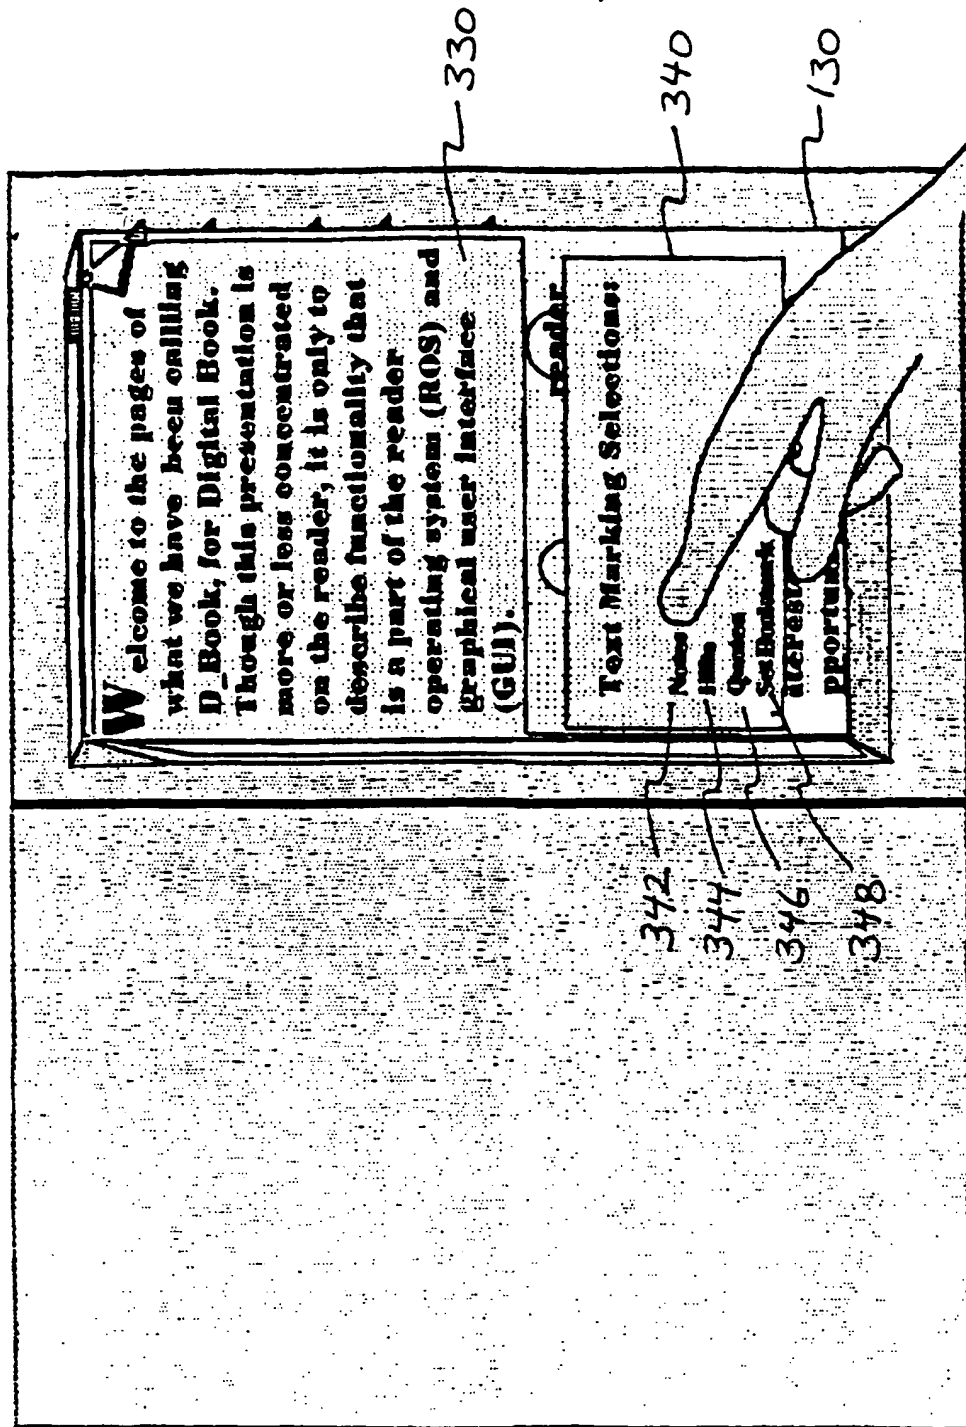 Welcome to the pages of
what we have been calling
D_Book, for Digital Book.
Though this presentation is
more or less concentrated
on the reader, it is only to
describe functionality that
is a part of the reader
operating system (ROS) and
graphical user interface
(GUI).
reader
Text Marking Selections:
Notes
Quotes
Set Bookmark
330
340
130
342
344
346
348